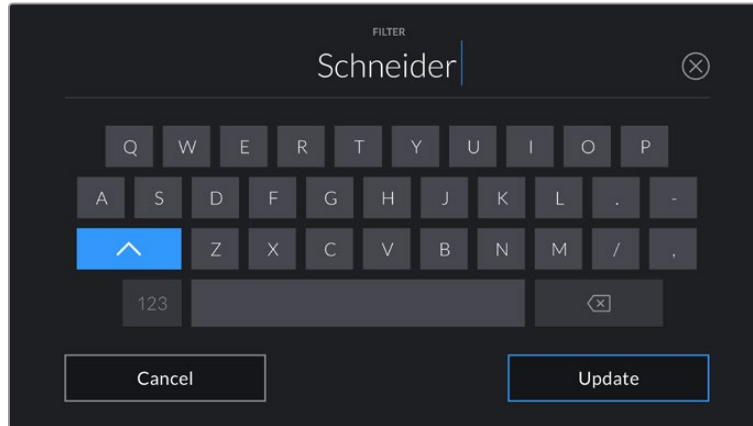 FILTER
Schneider
Q W E R T Y U I O P
A S D F G H J K L . -
Z X C V B N M / ,
123
Cancel Update